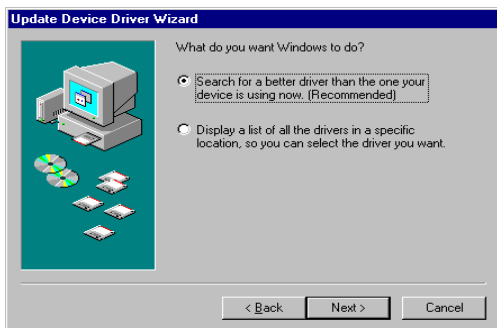 Update Device Driver Wizard
What do you want Windows to do?
Search for a better driver than the one your
device is using now. (Recommended)
Display a list of all the drivers in a specific
location, so you can select the driver you want.
< Back Next > Cancel